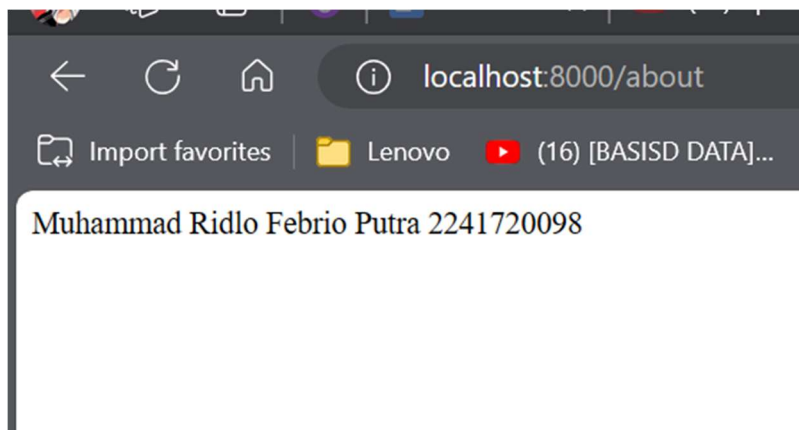 localhost:8000/about
Import favorites Lenovo (16) [BASISD DATA]...
Muhammad Ridlo Febrio Putra 2241720098